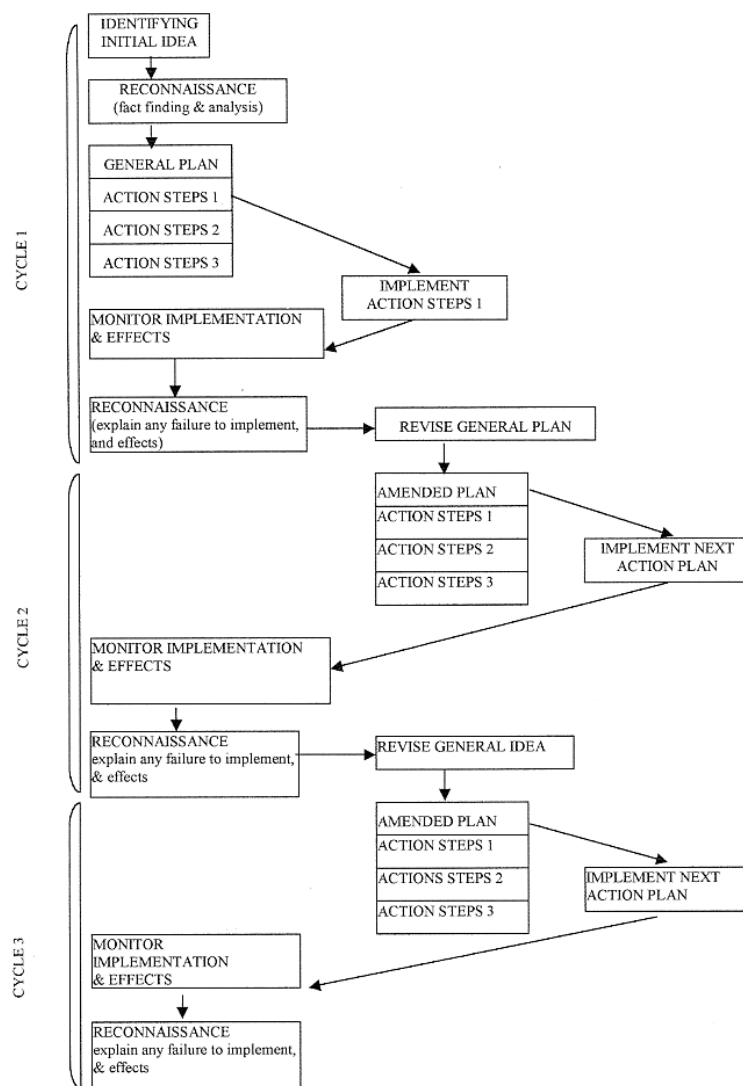 IDENTIFYING
INITIAL IDEA
RECONNAISSANCE
(fact finding & analysis)
GENERAL PLAN
ACTION STEPS 1
ACTION STEPS 2
ACTION STEPS 3
CYCLE 1
IMPLEMENT
ACTION STEPS 1
MONITOR IMPLEMENTATION
& EFFECTS
RECONNAISSANCE
(explain any failure to implement,
and effects)
REVISE GENERAL PLAN
AMENDED PLAN
ACTION STEPS 1
ACTION STEPS 2
ACTION STEPS 3
IMPLEMENT NEXT
ACTION PLAN
CYCLE 2
MONITOR IMPLEMENTATION
& EFFECTS
RECONNAISSANCE
explain any failure to implement,
& effects
REVISE GENERAL IDEA
AMENDED PLAN
ACTION STEPS 1
ACTIONS STEPS 2
ACTION STEPS 3
IMPLEMENT NEXT
ACTION PLAN
CYCLE 3
MONITOR
IMPLEMENTATION
& EFFECTS
RECONNAISSANCE
explain any failure to implement,
& effects